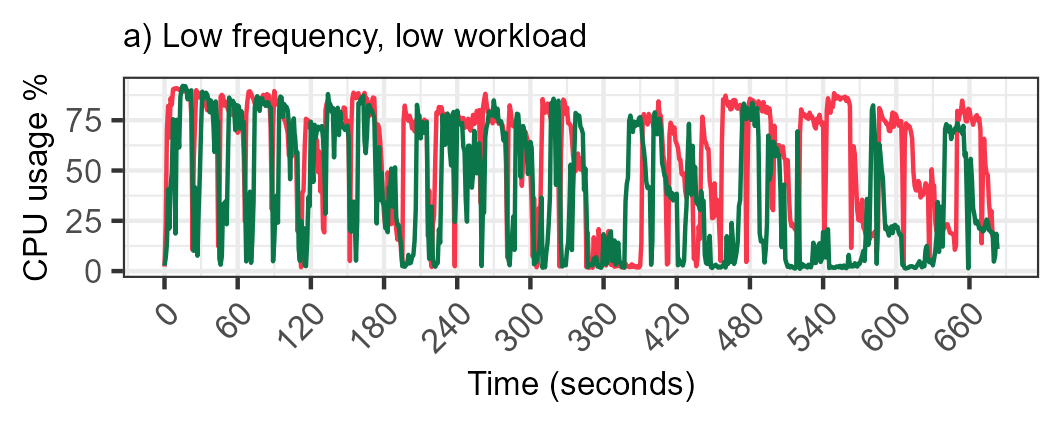 a) Low frequency, low workload
CPU usage %
75
50
25
0
0 60 120 180 240 300 360 420 480 540 600 660
Time (seconds)